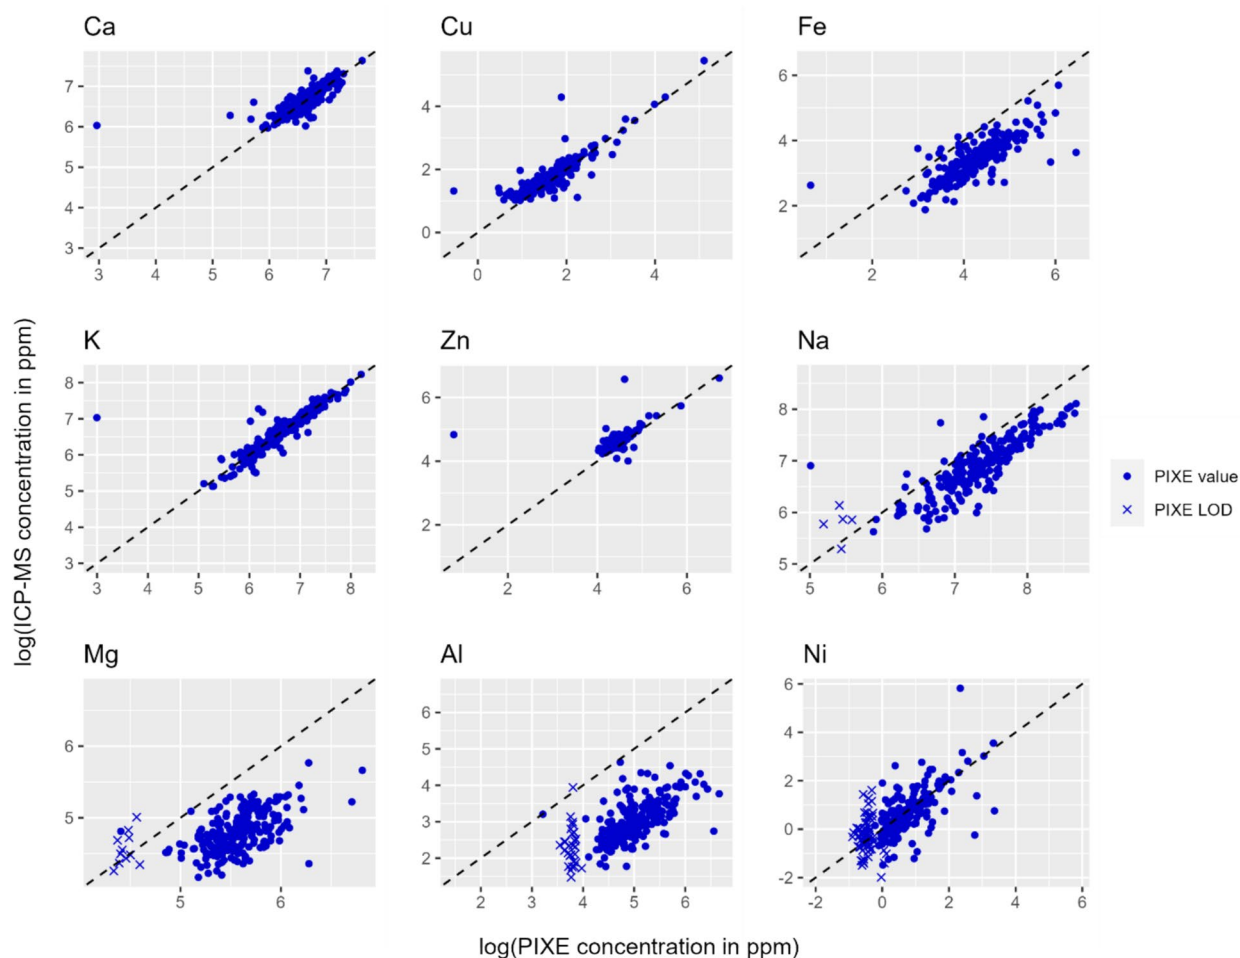 Ca
Cu
Fe
7
6
5
4
3
3 4 5 6 7
4
2
0
0 2 4
6
4
2
2 4 6
K
Zn
Na
8
7
6
5
4
3
3 4 5 6 7 8
6
4
2
2 4 6
8
7
6
5
5 6 7 8
Mg
Al
Ni
6
5
5 6
6
5
4
3
2
2 3 4 5 6
6
4
2
0
-2
-2 0 2 4 6
log(ICP-MS concentration in ppm)
log(PIXE concentration in ppm)
PIXE value
PIXE LOD